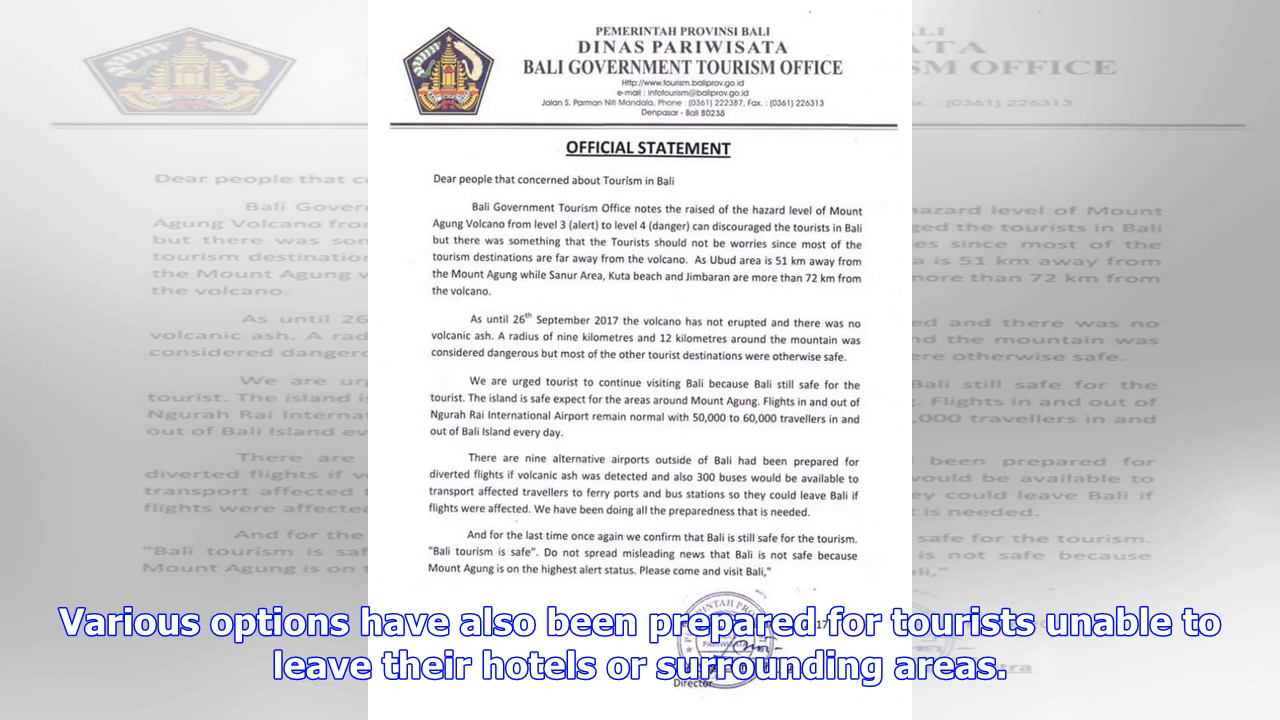 PEMERINTAH PROVINSI BALI
DINAS PARIWISATA
BALI GOVERNMENT TOURISM OFFICE
Http://www.tourism.baliprov.go.id
e-mail : infotourism@baliprov.go.id
Jalan S. Parman Niti Mandala, Phone : (0361) 222387, Fax. : (0361) 226313
Denpasar - Bali 80235
OFFICIAL STATEMENT
Dear people that concerned about Tourism in Bali
Bali Government Tourism Office notes the raised of the hazard level of Mount
Agung Volcano from level 3 (alert) to level 4 (danger) can discouraged the tourists in Bali
but there was something that the Tourists should not be worries since most of the
tourism destinations are far away from the volcano. As Ubud area is 51 km away from
the Mount Agung while Sanur Area, Kuta beach and Jimbaran are more than 72 km from
the volcano.
As until 26th September 2017 the volcano has not erupted and there was no
volcanic ash. A radius of nine kilometres and 12 kilometres around the mountain was
considered dangerous but most of the other tourist destinations were otherwise safe.
We are urged tourist to continue visiting Bali because Bali still safe for the
tourist. The island is safe expect for the areas around Mount Agung. Flights in and out of
Ngurah Rai International Airport remain normal with 50,000 to 60,000 travellers in and
out of Bali Island every day.
There are nine alternative airports outside of Bali had been prepared for
diverted flights if volcanic ash was detected and also 300 buses would be available to
transport affected travellers to ferry ports and bus stations so they could leave Bali if
flights were affected. We have been doing all the preparedness that is needed.
And for the last time once again we confirm that Bali is still safe for the tourism.
"Bali tourism is safe". Do not spread misleading news that Bali is not safe because
Mount Agung is on the highest alert status. Please come and visit Bali,"
Various options have also been prepared for tourists unable to
leave their hotels or surrounding areas.
Director